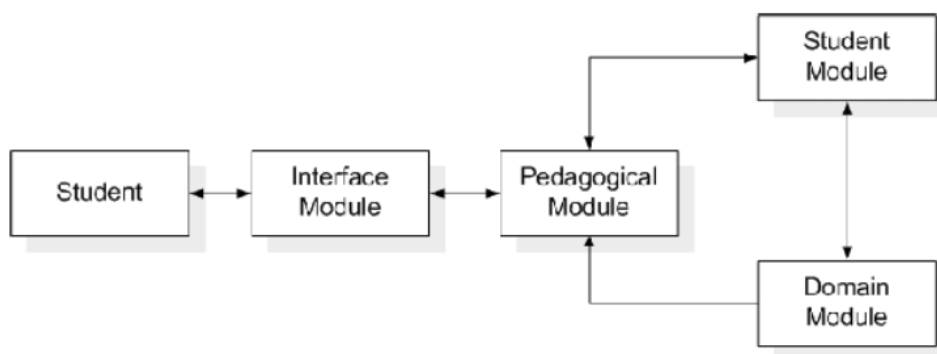 Student
Module
Student
Interface
Module
Pedagogical
Module
Domain
Module